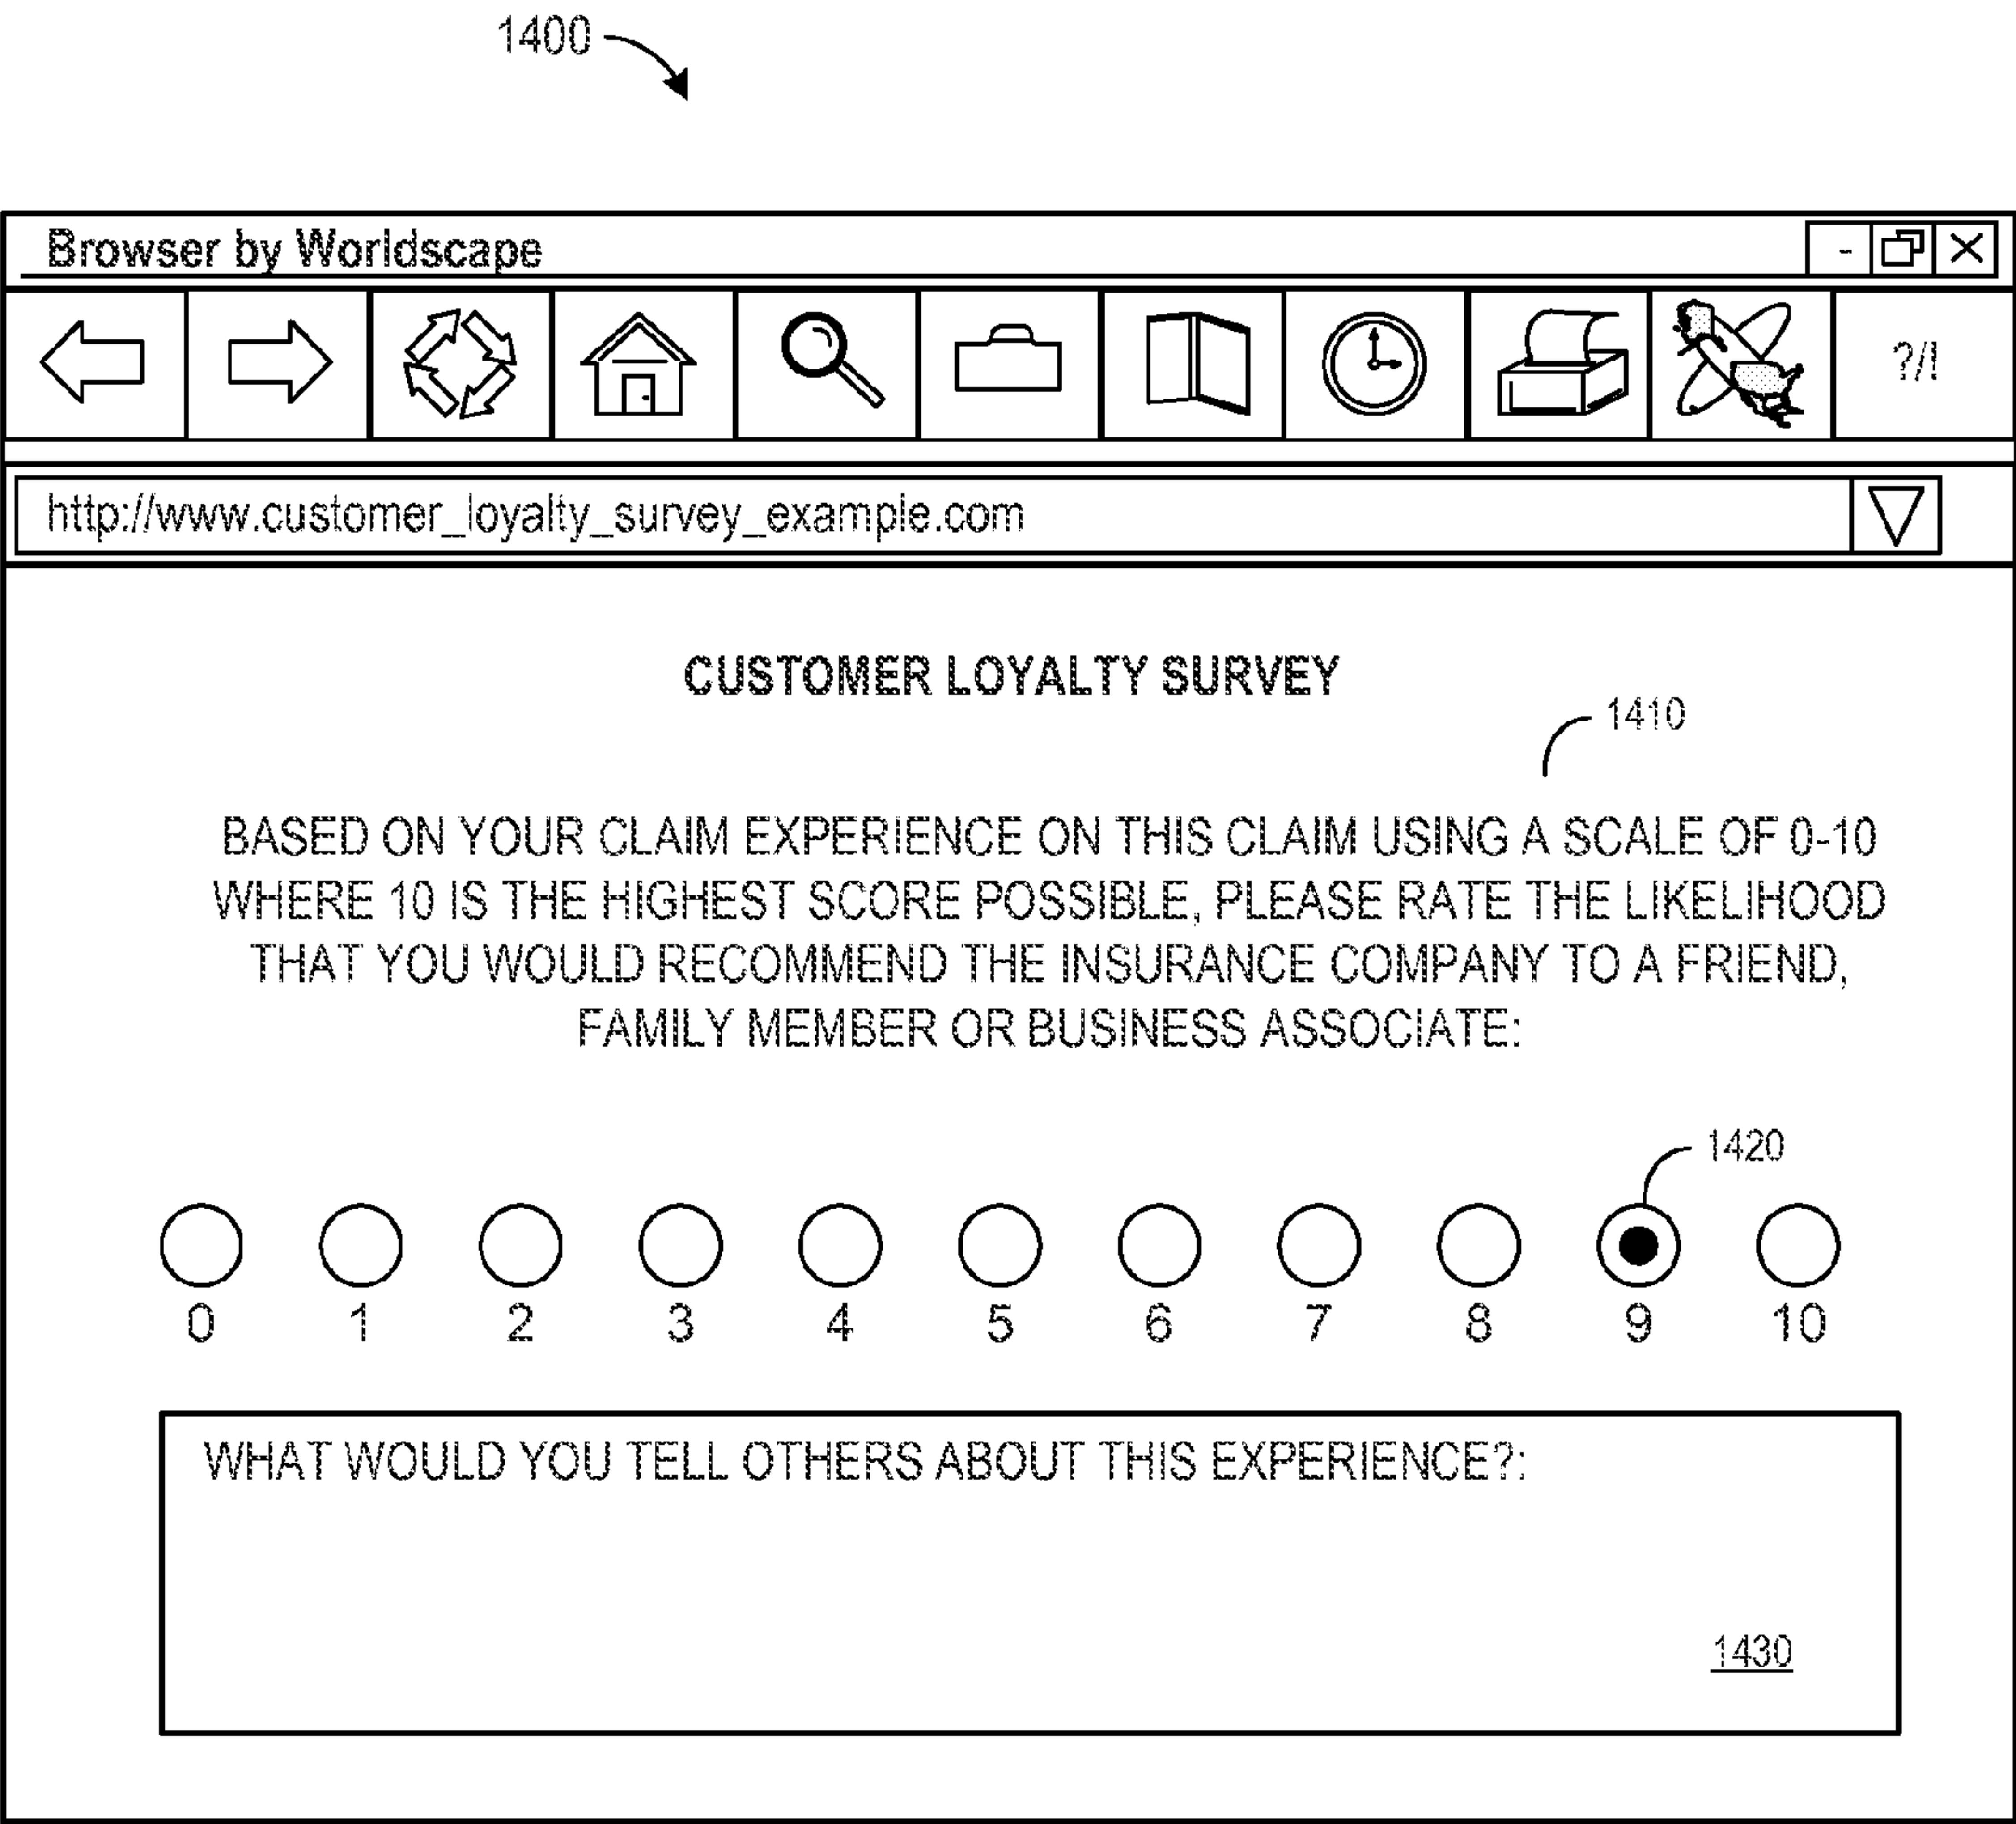 1400
Browser by Worldscape
-
?/!
http://www.customer_loyalty_survey_example.com
CUSTOMER LOYALTY SURVEY
1410
BASED ON YOUR CLAIM EXPERIENCE ON THIS CLAIM USING A SCALE OF 0-10
WHERE 10 IS THE HIGHEST SCORE POSSIBLE, PLEASE RATE THE LIKELIHOOD
THAT YOU WOULD RECOMMEND THE INSURANCE COMPANY TO A FRIEND,
FAMILY MEMBER OR BUSINESS ASSOCIATE:
1420
0 1 2 3 4 5 6 7 8 9 10
WHAT WOULD YOU TELL OTHERS ABOUT THIS EXPERIENCE?:
1430